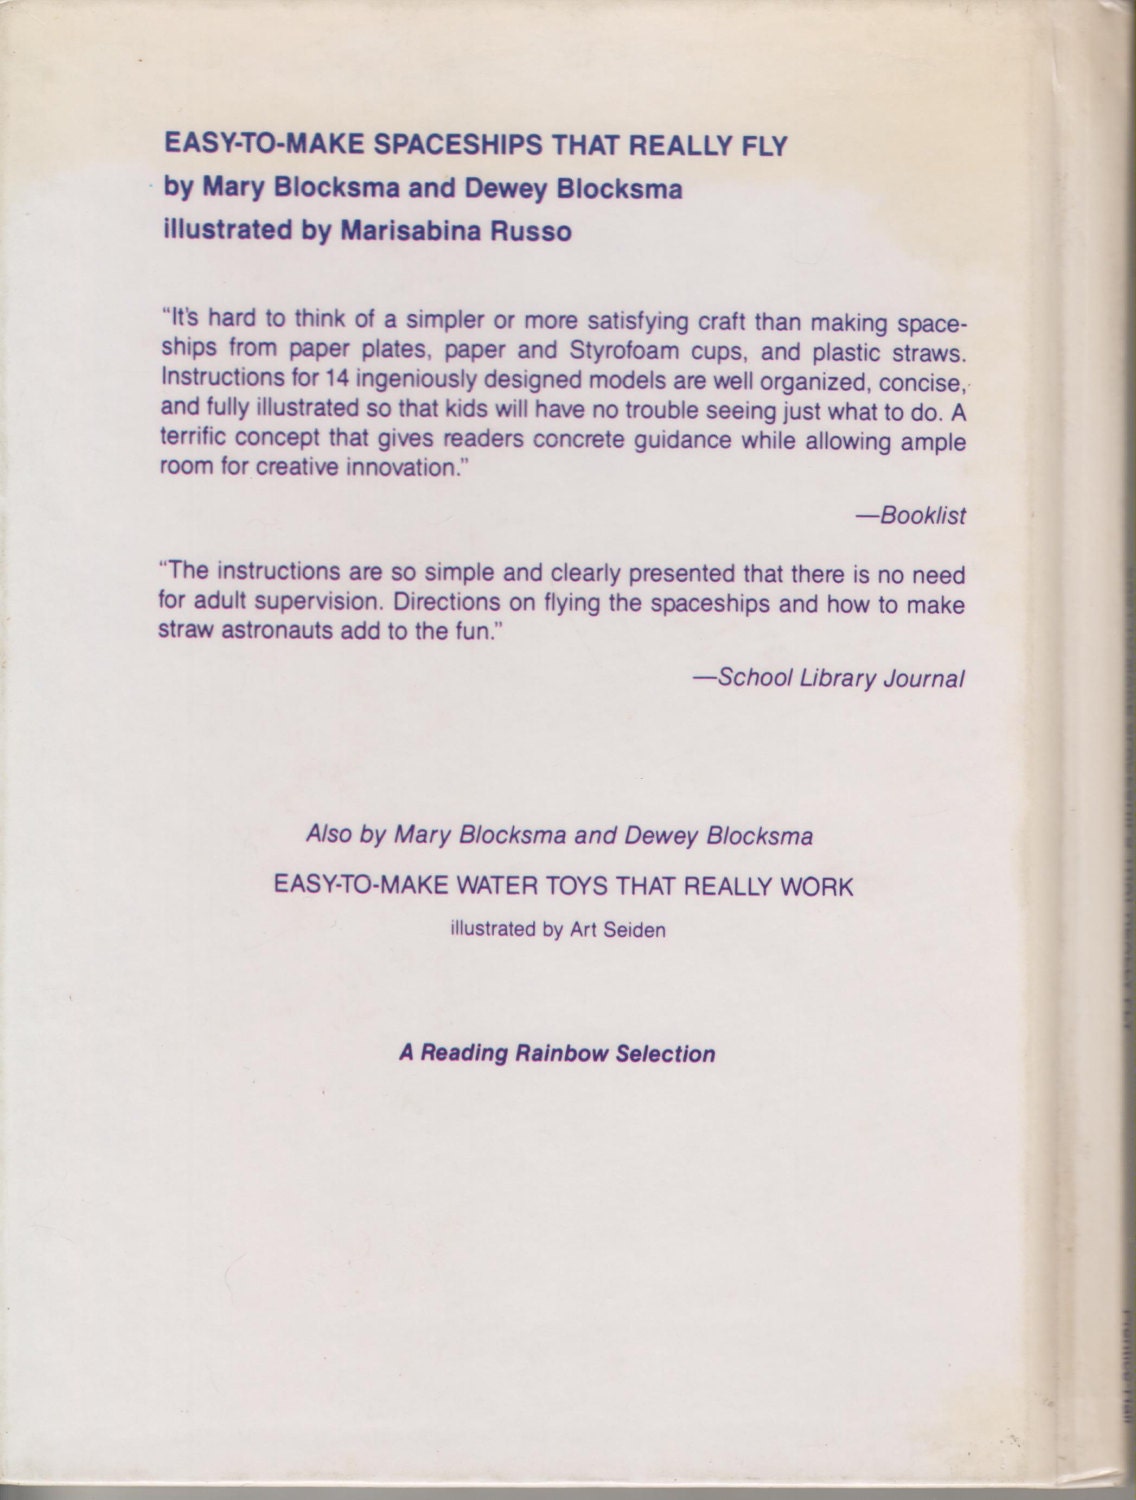 EASY-TO-MAKE SPACESHIPS THAT REALLY FLY
by Mary Blocksma and Dewey Blocksma
illustrated by Marisabina Russo
“It's hard to think of a simpler or more satisfying craft than making space-
ships from paper plates, paper and Styrofoam cups, and plastic straws.
Instructions for 14 ingeniously designed models are well organized, concise,
and fully illustrated so that kids will have no trouble seeing just what to do. A
terrific concept that gives readers concrete guidance while allowing ample
room for creative innovation.”
—Booklist
“The instructions are so simple and clearly presented that there is no need
for adult supervision. Directions on flying the spaceships and how to make
straw astronauts add to the fun.”
—School Library Journal
Also by Mary Blocksma and Dewey Blocksma
EASY-TO-MAKE WATER TOYS THAT REALLY WORK
illustrated by Art Seiden
A Reading Rainbow Selection